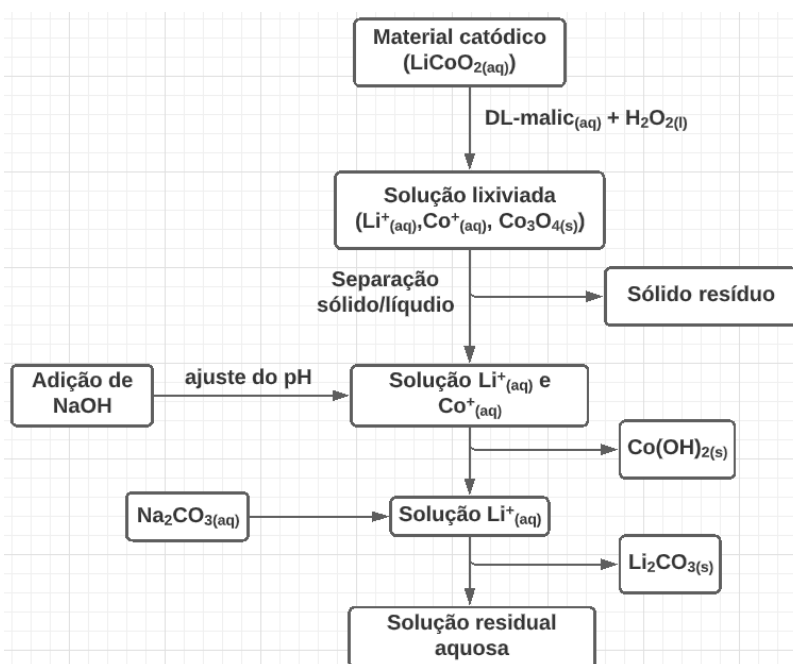 Material catódico
(LiCoO₂₍aq₎)
DL-malic₍aq₎ + H₂O₂₍l₎
Solução lixiviada
(Li⁺₍aq₎,Co⁺₍aq₎, Co₃O₄₍s₎)
Separação
sólido/líqudio
Sólido resíduo
Adição de
NaOH
ajuste do pH
Solução Li⁺₍aq₎ e
Co⁺₍aq₎
Co(OH)₂₍s₎
Na₂CO₃₍aq₎
Solução Li⁺₍aq₎
Li₂CO₃₍s₎
Solução residual
aquosa